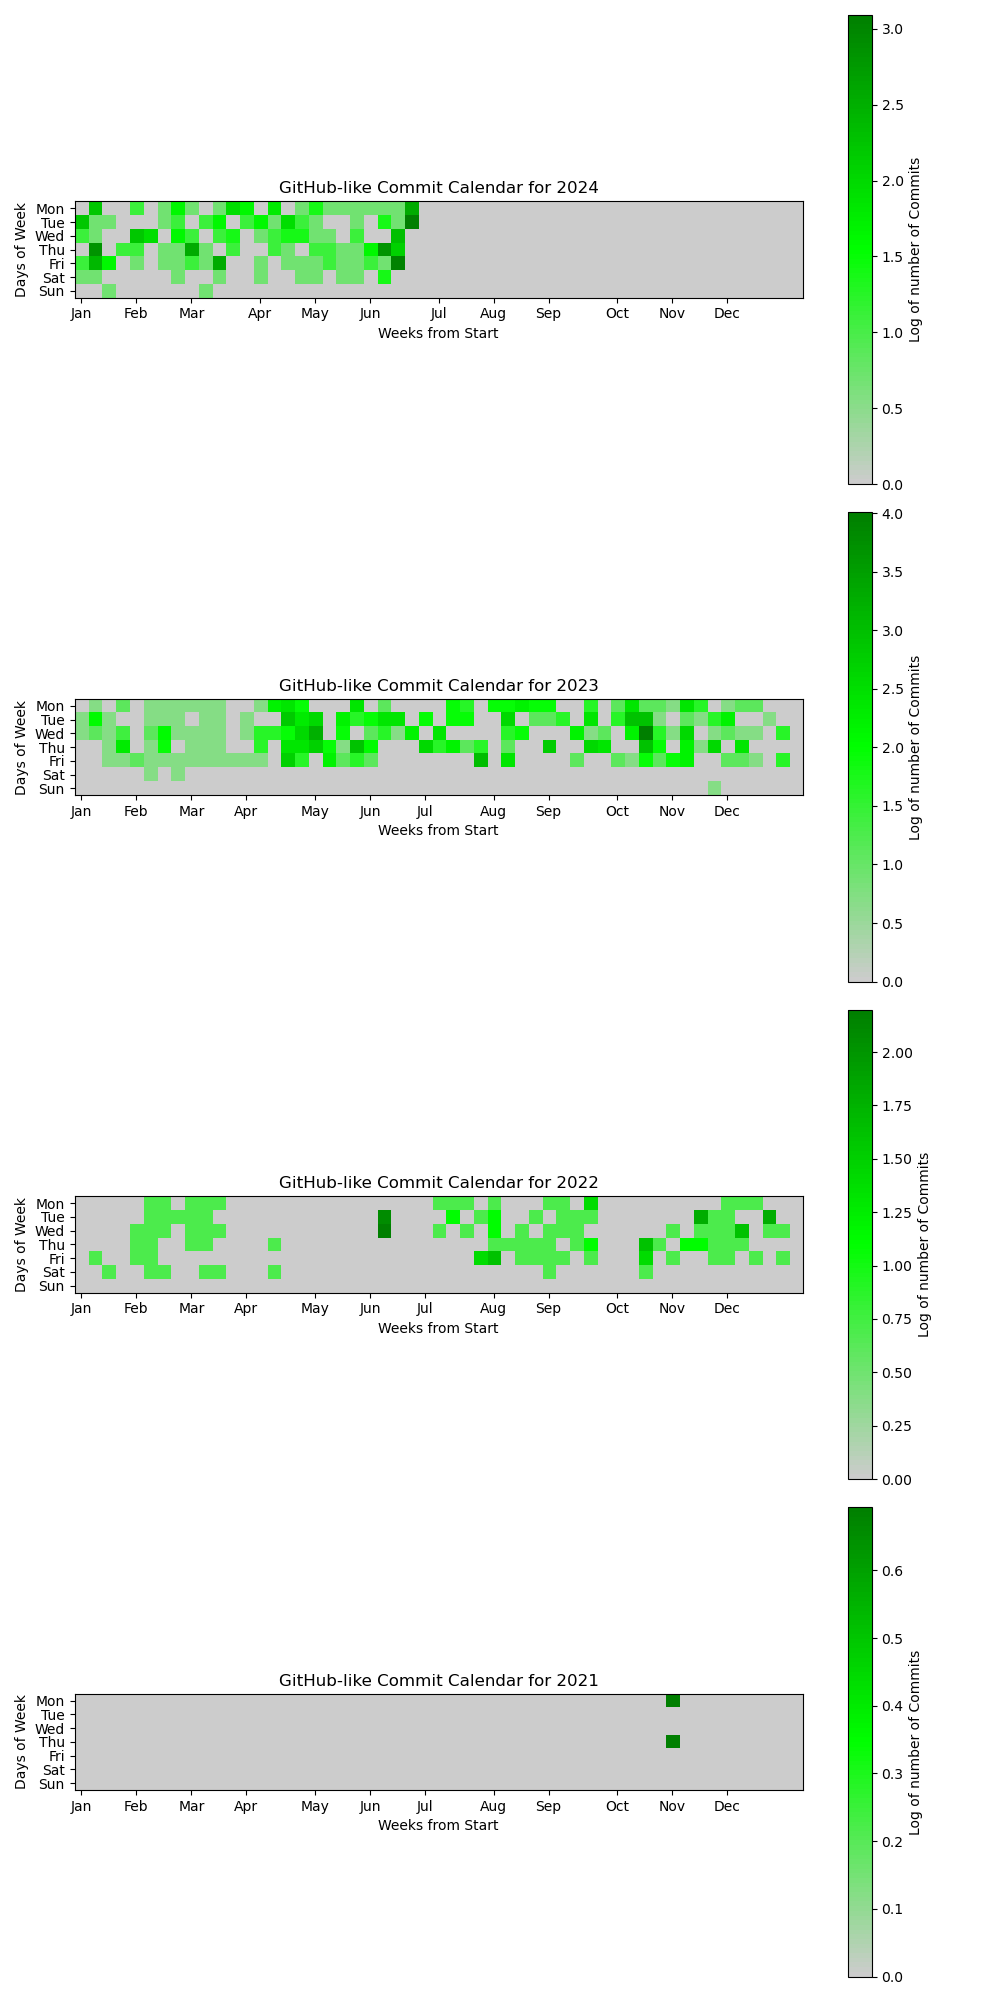 GitHub-like Commit Calendar for 2024
Days of Week
Mon
Tue
Wed
Thu
Fri
Sat
Sun
Jan Feb Mar Apr May Jun Jul Aug Sep Oct Nov Dec
Weeks from Start
3.0
2.5
2.0
1.5
1.0
0.5
0.0
Log of number of Commits
GitHub-like Commit Calendar for 2023
Days of Week
Mon
Tue
Wed
Thu
Fri
Sat
Sun
Jan Feb Mar Apr May Jun Jul Aug Sep Oct Nov Dec
Weeks from Start
4.0
3.5
3.0
2.5
2.0
1.5
1.0
0.5
0.0
Log of number of Commits
GitHub-like Commit Calendar for 2022
Days of Week
Mon
Tue
Wed
Thu
Fri
Sat
Sun
Jan Feb Mar Apr May Jun Jul Aug Sep Oct Nov Dec
Weeks from Start
2.00
1.75
1.50
1.25
1.00
0.75
0.50
0.25
0.00
Log of number of Commits
GitHub-like Commit Calendar for 2021
Days of Week
Mon
Tue
Wed
Thu
Fri
Sat
Sun
Jan Feb Mar Apr May Jun Jul Aug Sep Oct Nov Dec
Weeks from Start
0.6
0.5
0.4
0.3
0.2
0.1
0.0
Log of number of Commits